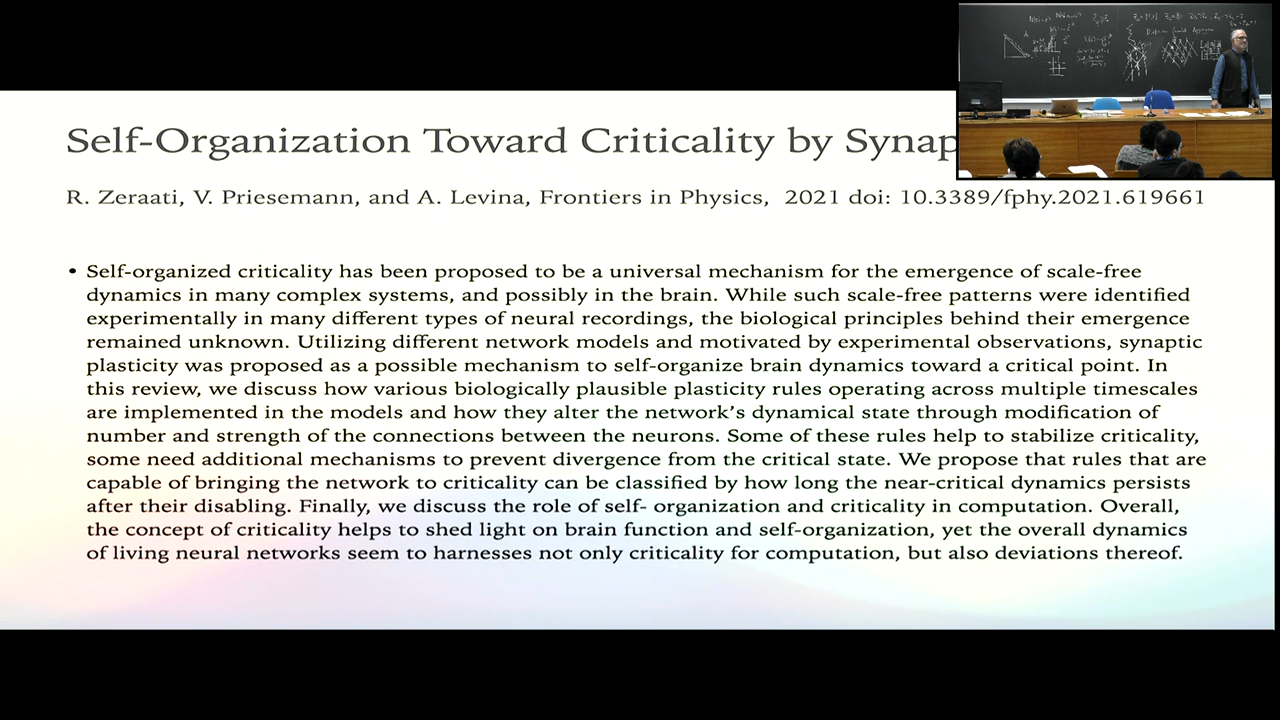 Self-Organization Toward Criticality by Synap
R. Zeraati, V. Priesemann, and A. Levina, Frontiers in Physics, 2021 doi: 10.3389/fphy.2021.619661
• Self-organized criticality has been proposed to be a universal mechanism for the emergence of scale-free
dynamics in many complex systems, and possibly in the brain. While such scale-free patterns were identified
experimentally in many different types of neural recordings, the biological principles behind their emergence
remained unknown. Utilizing different network models and motivated by experimental observations, synaptic
plasticity was proposed as a possible mechanism to self-organize brain dynamics toward a critical point. In
this review, we discuss how various biologically plausible plasticity rules operating across multiple timescales
are implemented in the models and how they alter the network's dynamical state through modification of
number and strength of the connections between the neurons. Some of these rules help to stabilize criticality,
some need additional mechanisms to prevent divergence from the critical state. We propose that rules that are
capable of bringing the network to criticality can be classified by how long the near-critical dynamics persists
after their disabling. Finally, we discuss the role of self- organization and criticality in computation. Overall,
the concept of criticality helps to shed light on brain function and self-organization, yet the overall dynamics
of living neural networks seem to harnesses not only criticality for computation, but also deviations thereof.